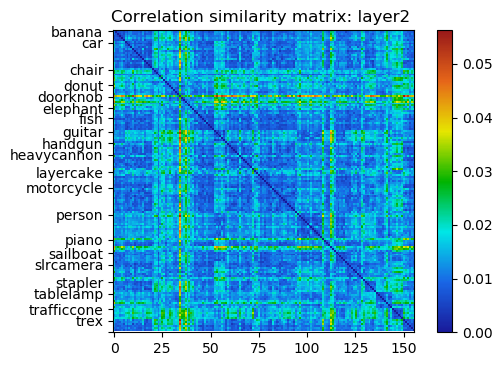 Correlation similarity matrix: layer2
banana
car
chair
donut
doorknob
elephant
fish
guitar
handgun
heavycannon
layercake
motorcycle
person
piano
sailboat
slrcamera
stapler
tablelamp
trafficcone
trex
0 25 50 75 100 125 150
0.05
0.04
0.03
0.02
0.01
0.00